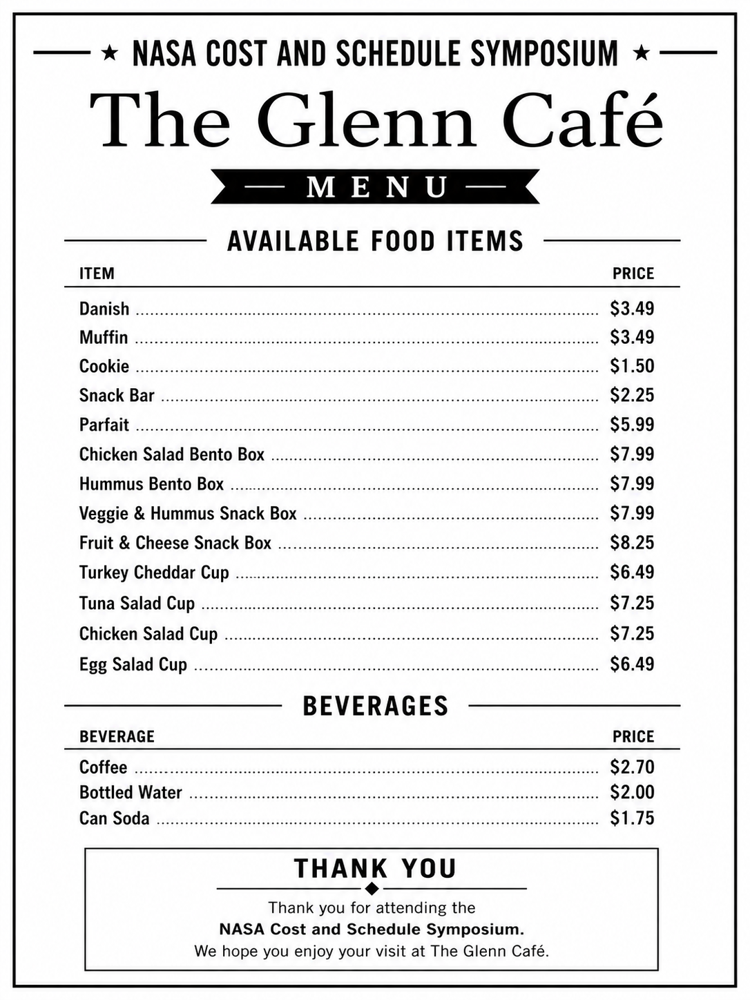 ★ NASA COST AND SCHEDULE SYMPOSIUM ★
The Glenn Café
MENU
AVAILABLE FOOD ITEMS
ITEM PRICE
Danish $3.49
Muffin $3.49
Cookie $1.50
Snack Bar $2.25
Parfait $5.99
Chicken Salad Bento Box $7.99
Hummus Bento Box $7.99
Veggie & Hummus Snack Box $7.99
Fruit & Cheese Snack Box $8.25
Turkey Cheddar Cup $6.49
Tuna Salad Cup $7.25
Chicken Salad Cup $7.25
Egg Salad Cup $6.49
BEVERAGES
BEVERAGE PRICE
Coffee $2.70
Bottled Water $2.00
Can Soda $1.75
THANK YOU
Thank you for attending the
NASA Cost and Schedule Symposium.
We hope you enjoy your visit at The Glenn Café.